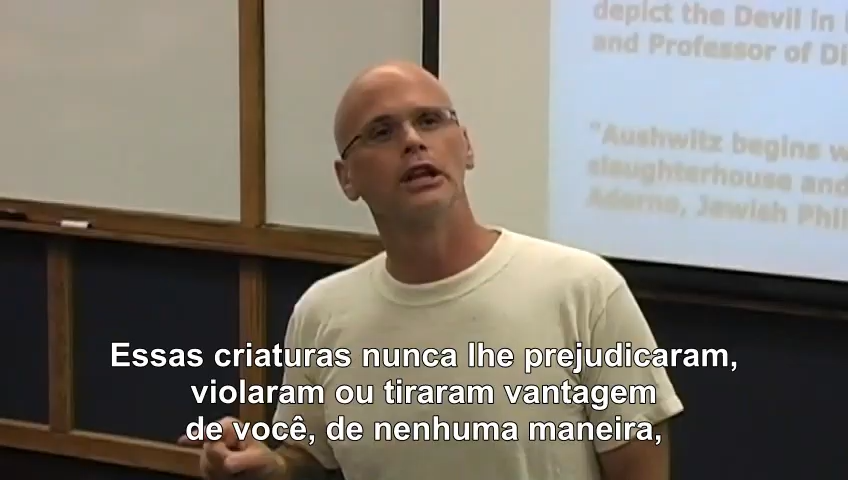 depict the Devil in
and Professor of Di
"Aushwitz begins w
slaughterhouse and
Adorno, Jewish Phil
Essas criaturas nunca lhe prejudicaram,
violaram ou tiraram vantagem
de você, de nenhuma maneira,